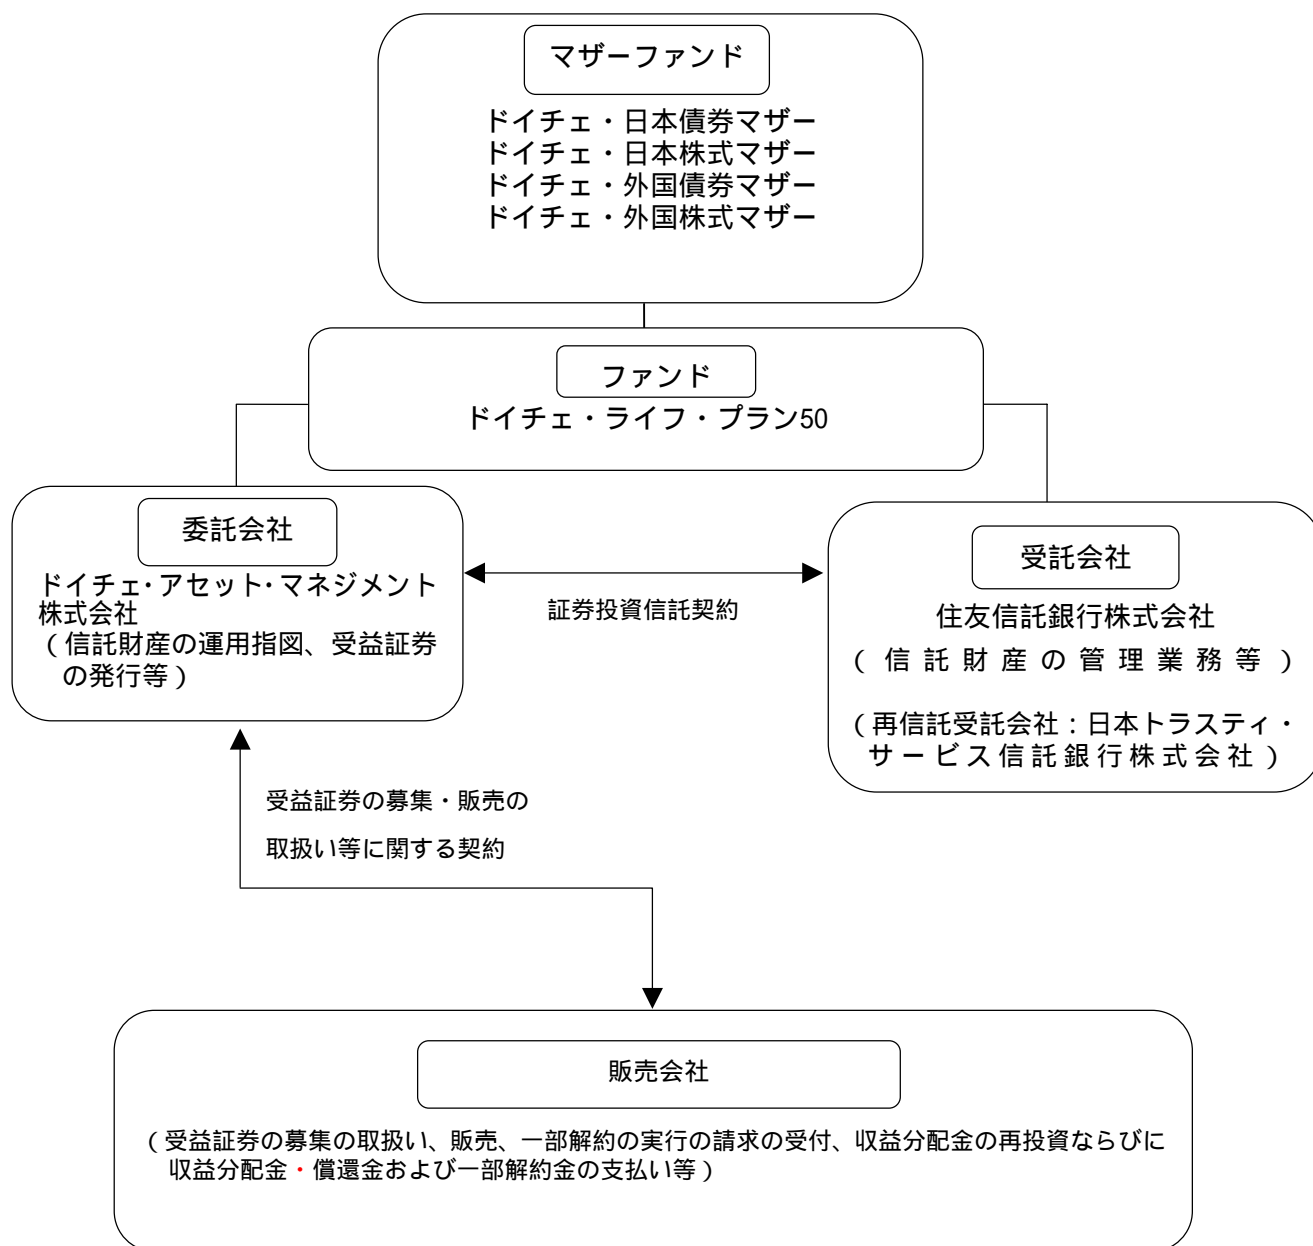 マザーファンド
ドイチェ・日本債券マザー
ドイチェ・日本株式マザー
ドイチェ・外国債券マザー
ドイチェ・外国株式マザー
ファンド
ドイチェ・ライフ・プラン50
委託会社
ドイチェ・アセット・マネジメント
株式会社
(信託財産の運用指図、受益証券
の発行等)
証券投資信託契約
受託会社
住友信託銀行株式会社
(信託財産の管理業務等)
(再信託受託会社:日本トラスティ・
サービス信託銀行株式会社)
受益証券の募集・販売の
取扱い等に関する契約
販売会社
(受益証券の募集の取扱い、販売、一部解約の実行の請求の受付、収益分配金の再投資ならびに
収益分配金・償還金および一部解約金の支払い等)